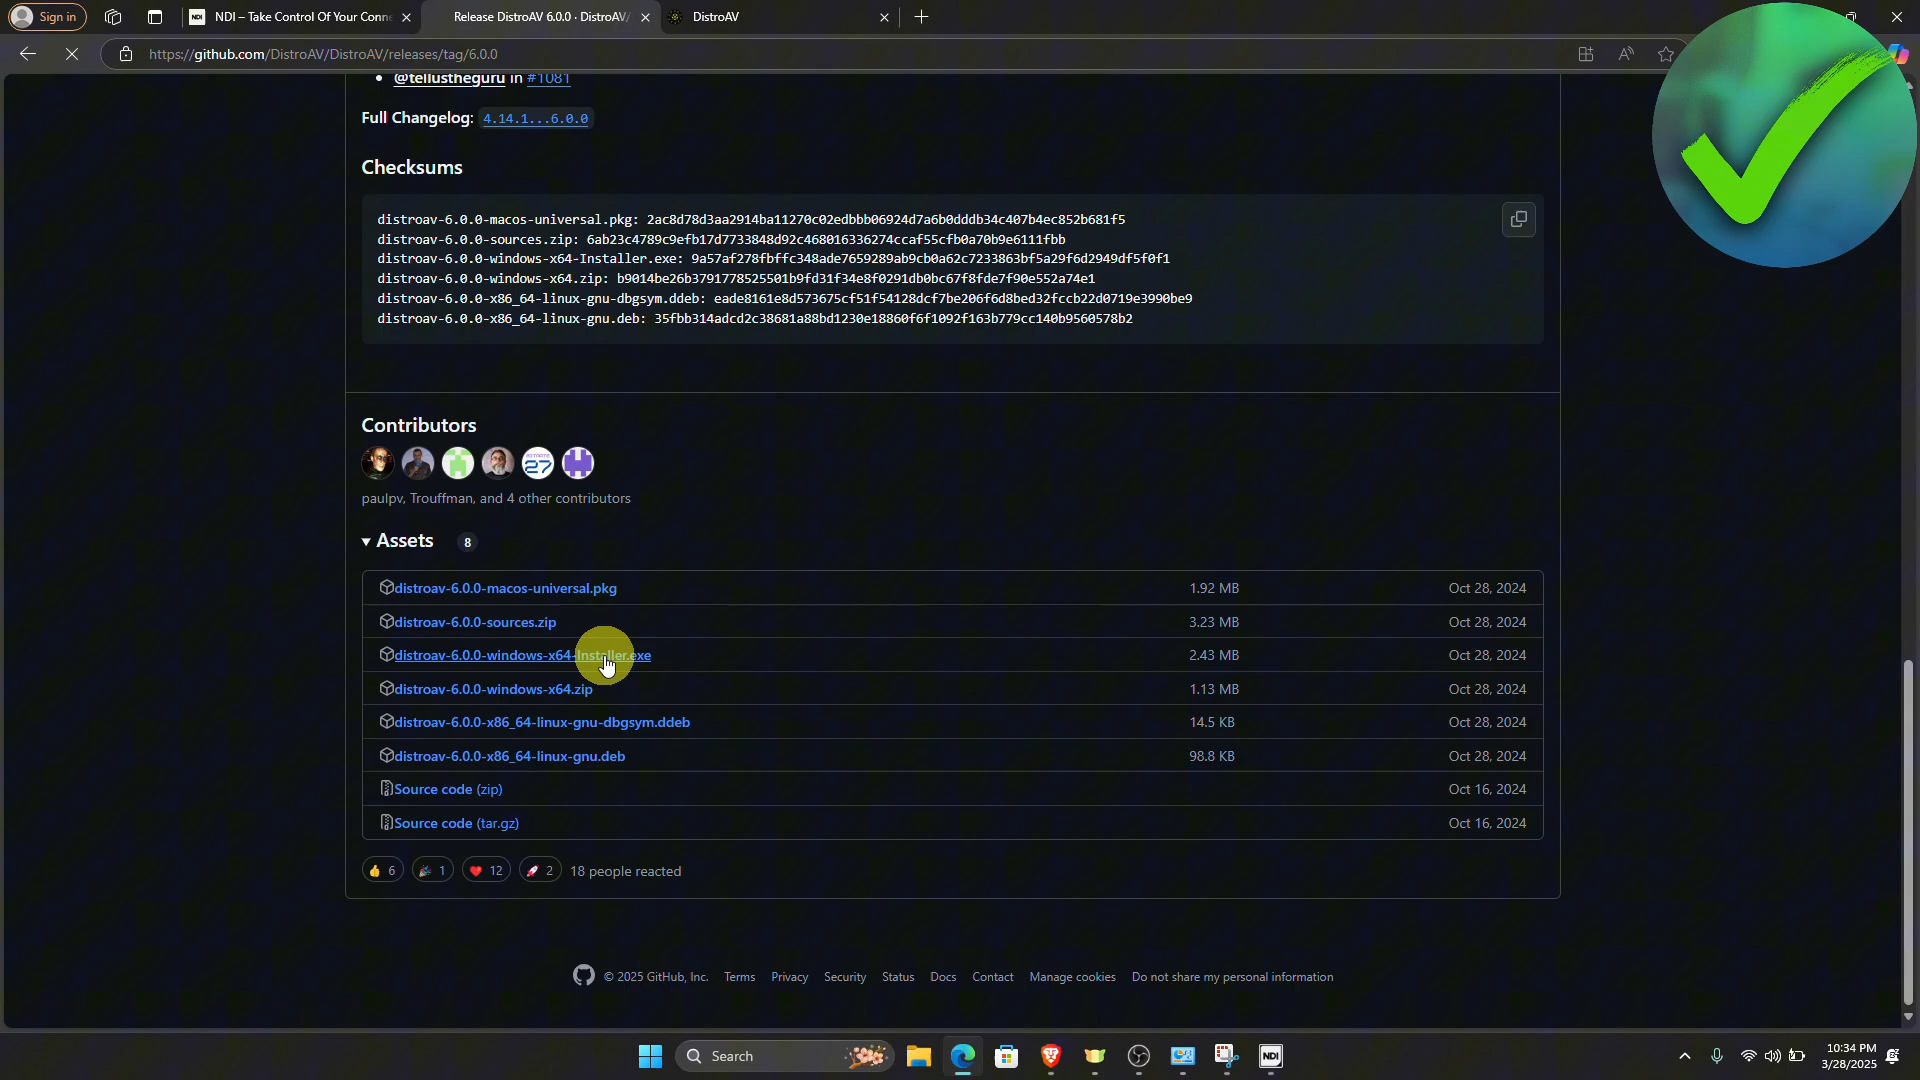 Sign in
NDI – Take Control Of Your Conne
Release DistroAV 6.0.0 · DistroAV/
DistroAV
https://github.com/DistroAV/DistroAV/releases/tag/6.0.0
@tellustheguru in #1081
Full Changelog: 4.14.1...6.0.0
Checksums
distroav-6.0.0-macos-universal.pkg: 2ac8d78d3aa2914ba11270c02edbbb06924d7a6b0dddb34c407b4ec852b681f5
distroav-6.0.0-sources.zip: 6ab23c4789c9efb17d7733848d92c468016336274ccaf55cfb0a70b9e6111fbb
distroav-6.0.0-windows-x64-Installer.exe: 9a57af278fbffc348ade7659289ab9cb0a62c7233863bf5a29f6d2949df5f0f1
distroav-6.0.0-windows-x64.zip: b9014be26b3791778525501b9fd31f34e8f0291db0bc67f8fde7f90e552a74e1
distroav-6.0.0-x86_64-linux-gnu-dbgsym.ddeb: eade8161e8d573675cf51f54128dcf7be206f6d8bed32fccb22d0719e3990be9
distroav-6.0.0-x86_64-linux-gnu.deb: 35fbb314adcd2c38681a88bd1230e18860f6f1092f163b779cc140b9560578b2
Contributors
27
paulpv, Trouffman, and 4 other contributors
Assets 8
distroav-6.0.0-macos-universal.pkg 1.92 MB Oct 28, 2024
distroav-6.0.0-sources.zip 3.23 MB Oct 28, 2024
distroav-6.0.0-windows-x64-Installer.exe 2.43 MB Oct 28, 2024
distroav-6.0.0-windows-x64.zip 1.13 MB Oct 28, 2024
distroav-6.0.0-x86_64-linux-gnu-dbgsym.ddeb 14.5 KB Oct 28, 2024
distroav-6.0.0-x86_64-linux-gnu.deb 98.8 KB Oct 28, 2024
Source code (zip) Oct 16, 2024
Source code (tar.gz) Oct 16, 2024
6 1 12 2 18 people reacted
© 2025 GitHub, Inc. Terms Privacy Security Status Docs Contact Manage cookies Do not share my personal information
Search
NDI
10:34 PM
3/28/2025